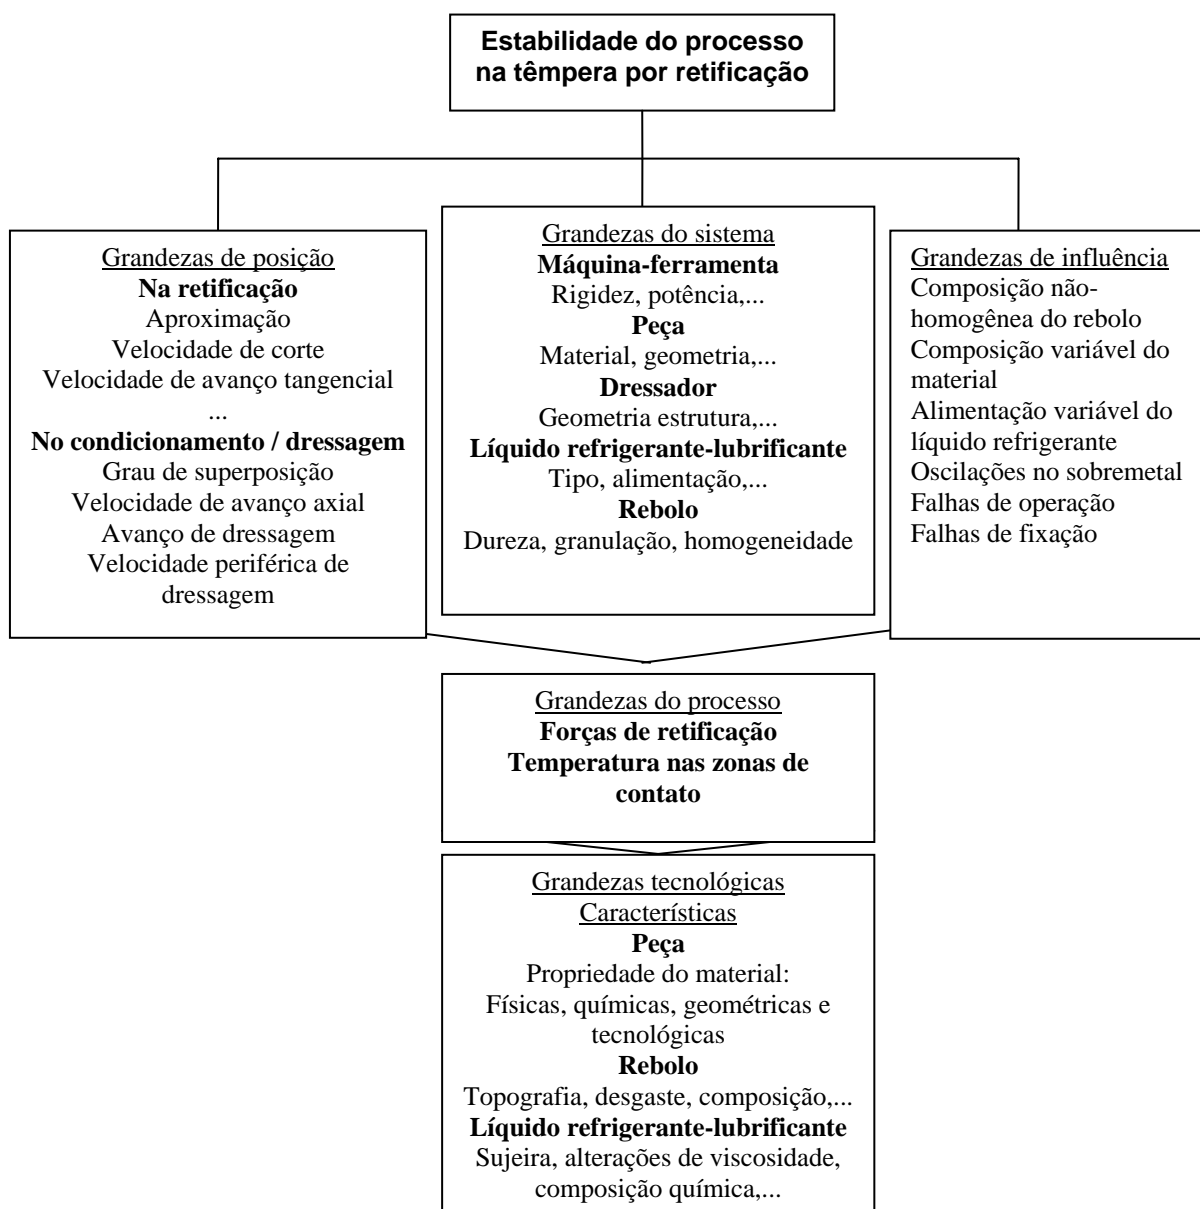 Estabilidade do processo
na têmpera por retificação
Grandezas de posição
Na retificação
Aproximação
Velocidade de corte
Velocidade de avanço tangencial
...
No condicionamento / dressagem
Grau de superposição
Velocidade de avanço axial
Avanço de dressagem
Velocidade periférica de
dressagem
Grandezas do sistema
Máquina-ferramenta
Rigidez, potência,...
Peça
Material, geometria,...
Dressador
Geometria estrutura,...
Líquido refrigerante-lubrificante
Tipo, alimentação,...
Rebolo
Dureza, granulação, homogeneidade
Grandezas de influência
Composição não-
homogênea do rebolo
Composição variável do
material
Alimentação variável do
líquido refrigerante
Oscilações no sobremetal
Falhas de operação
Falhas de fixação
Grandezas do processo
Forças de retificação
Temperatura nas zonas de
contato
Grandezas tecnológicas
Características
Peça
Propriedade do material:
Físicas, químicas, geométricas e
tecnológicas
Rebolo
Topografia, desgaste, composição,...
Líquido refrigerante-lubrificante
Sujeira, alterações de viscosidade,
composição química,...